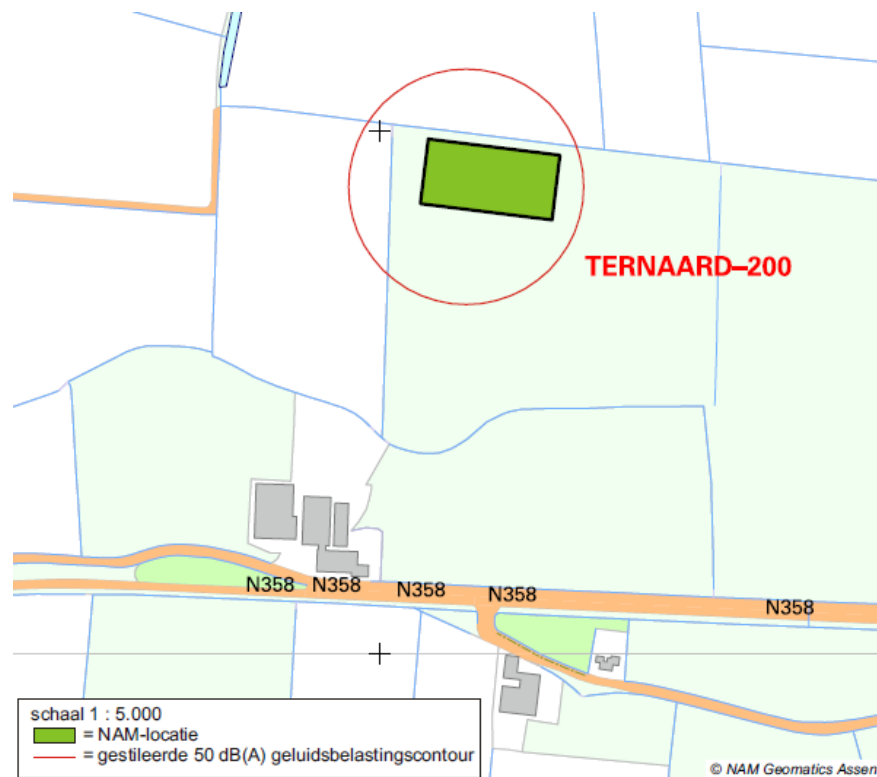 TERNAARD–200
N358 N358 N358 N358 N358
schaal 1 : 5.000
= NAM-locatie
= gestileerde 50 dB(A) geluidsbelastingscontour
© NAM Geomatics Assen